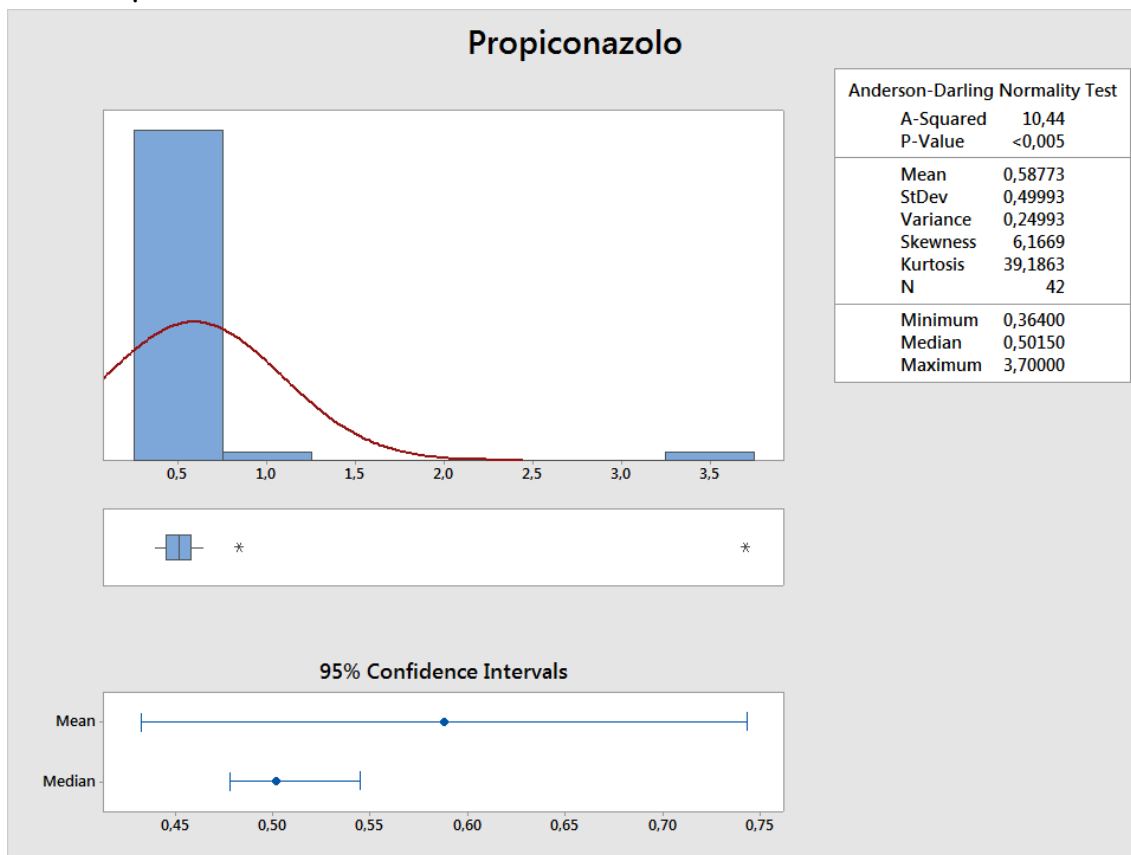 Propiconazolo
Anderson-Darling Normality Test
A-Squared 10,44
P-Value <0,005
Mean 0,58773
StDev 0,49993
Variance 0,24993
Skewness 6,1669
Kurtosis 39,1863
N 42
Minimum 0,36400
Median 0,50150
Maximum 3,70000
0,5 1,0 1,5 2,0 2,5 3,0 3,5
95% Confidence Intervals
Mean
Median
0,45 0,50 0,55 0,60 0,65 0,70 0,75